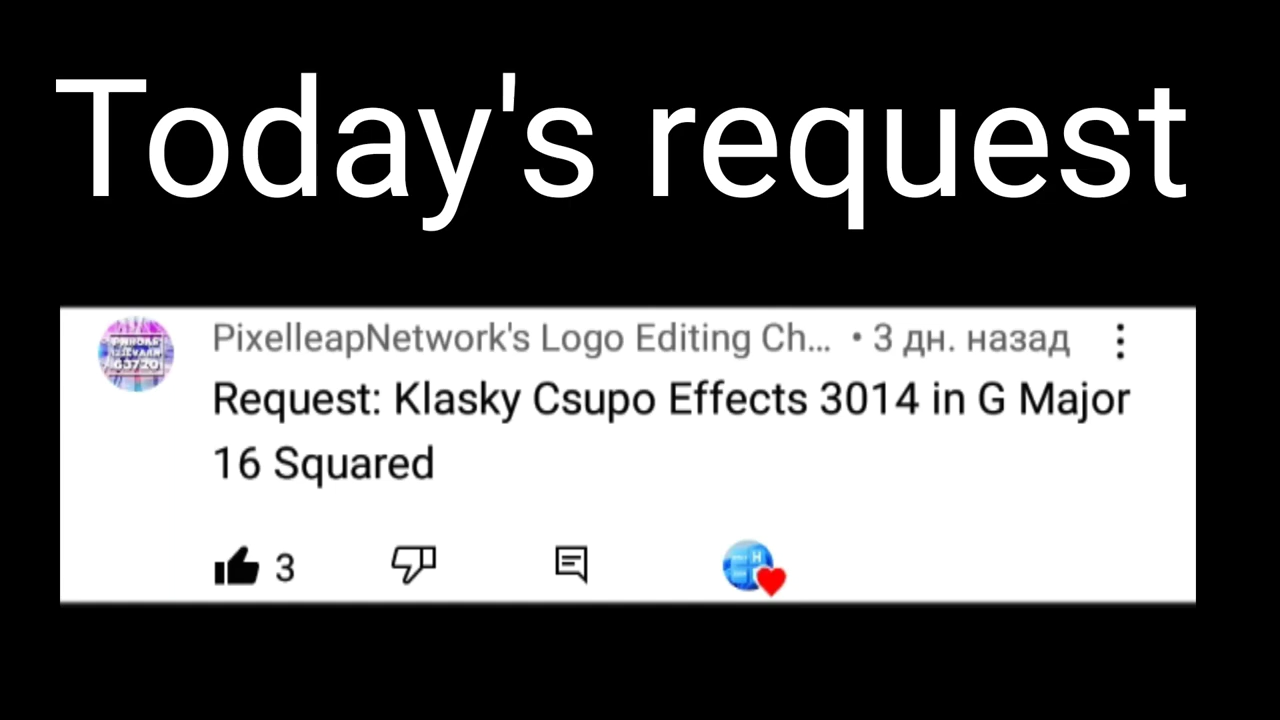 Today's request
PixelleapNetwork's Logo Editing Ch... • 3 дн. назад
Request: Klasky Csupo Effects 3014 in G Major
16 Squared
3
H